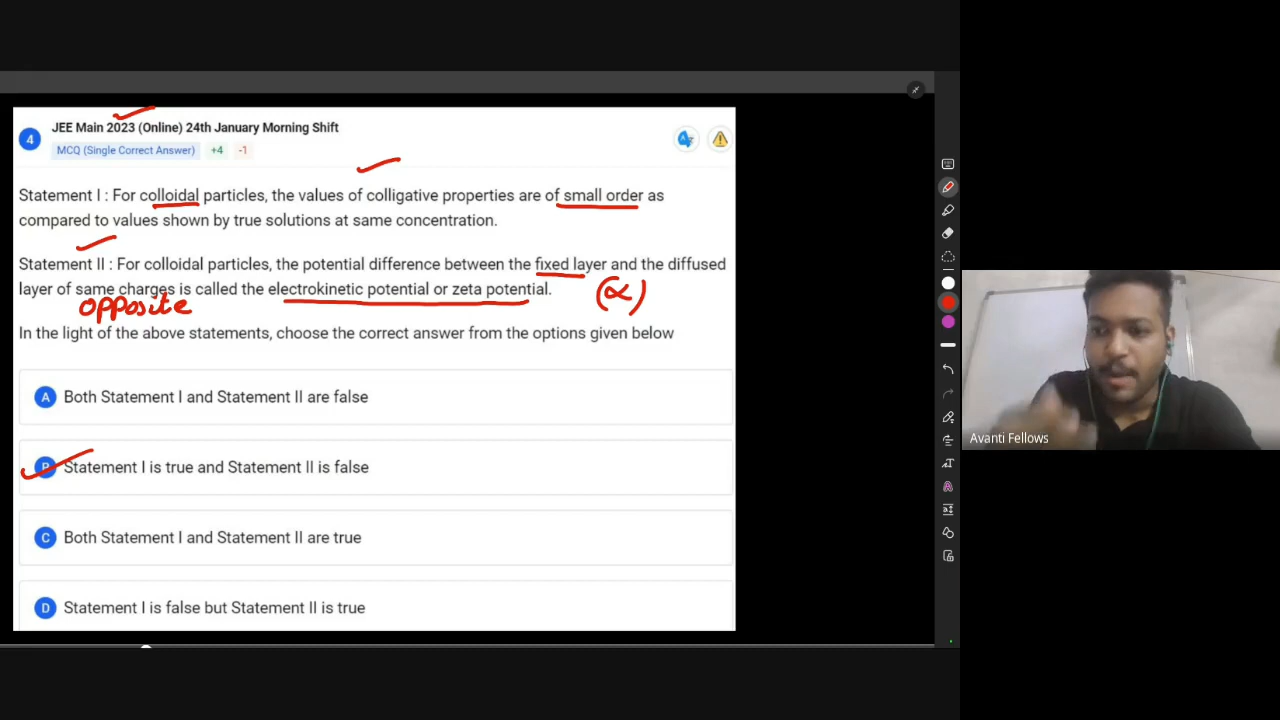 4
JEE Main 2023 (Online) 24th January Morning Shift
MCQ (Single Correct Answer) +4 -1
Statement I : For colloidal particles, the values of colligative properties are of small order as
compared to values shown by true solutions at same concentration.
Statement II : For colloidal particles, the potential difference between the fixed layer and the diffused
layer of same charges is called the electrokinetic potential or zeta potential.
(α)
opposite
In the light of the above statements, choose the correct answer from the options given below
A Both Statement I and Statement II are false
B Statement I is true and Statement II is false
C Both Statement I and Statement II are true
D Statement I is false but Statement II is true
Avanti Fellows